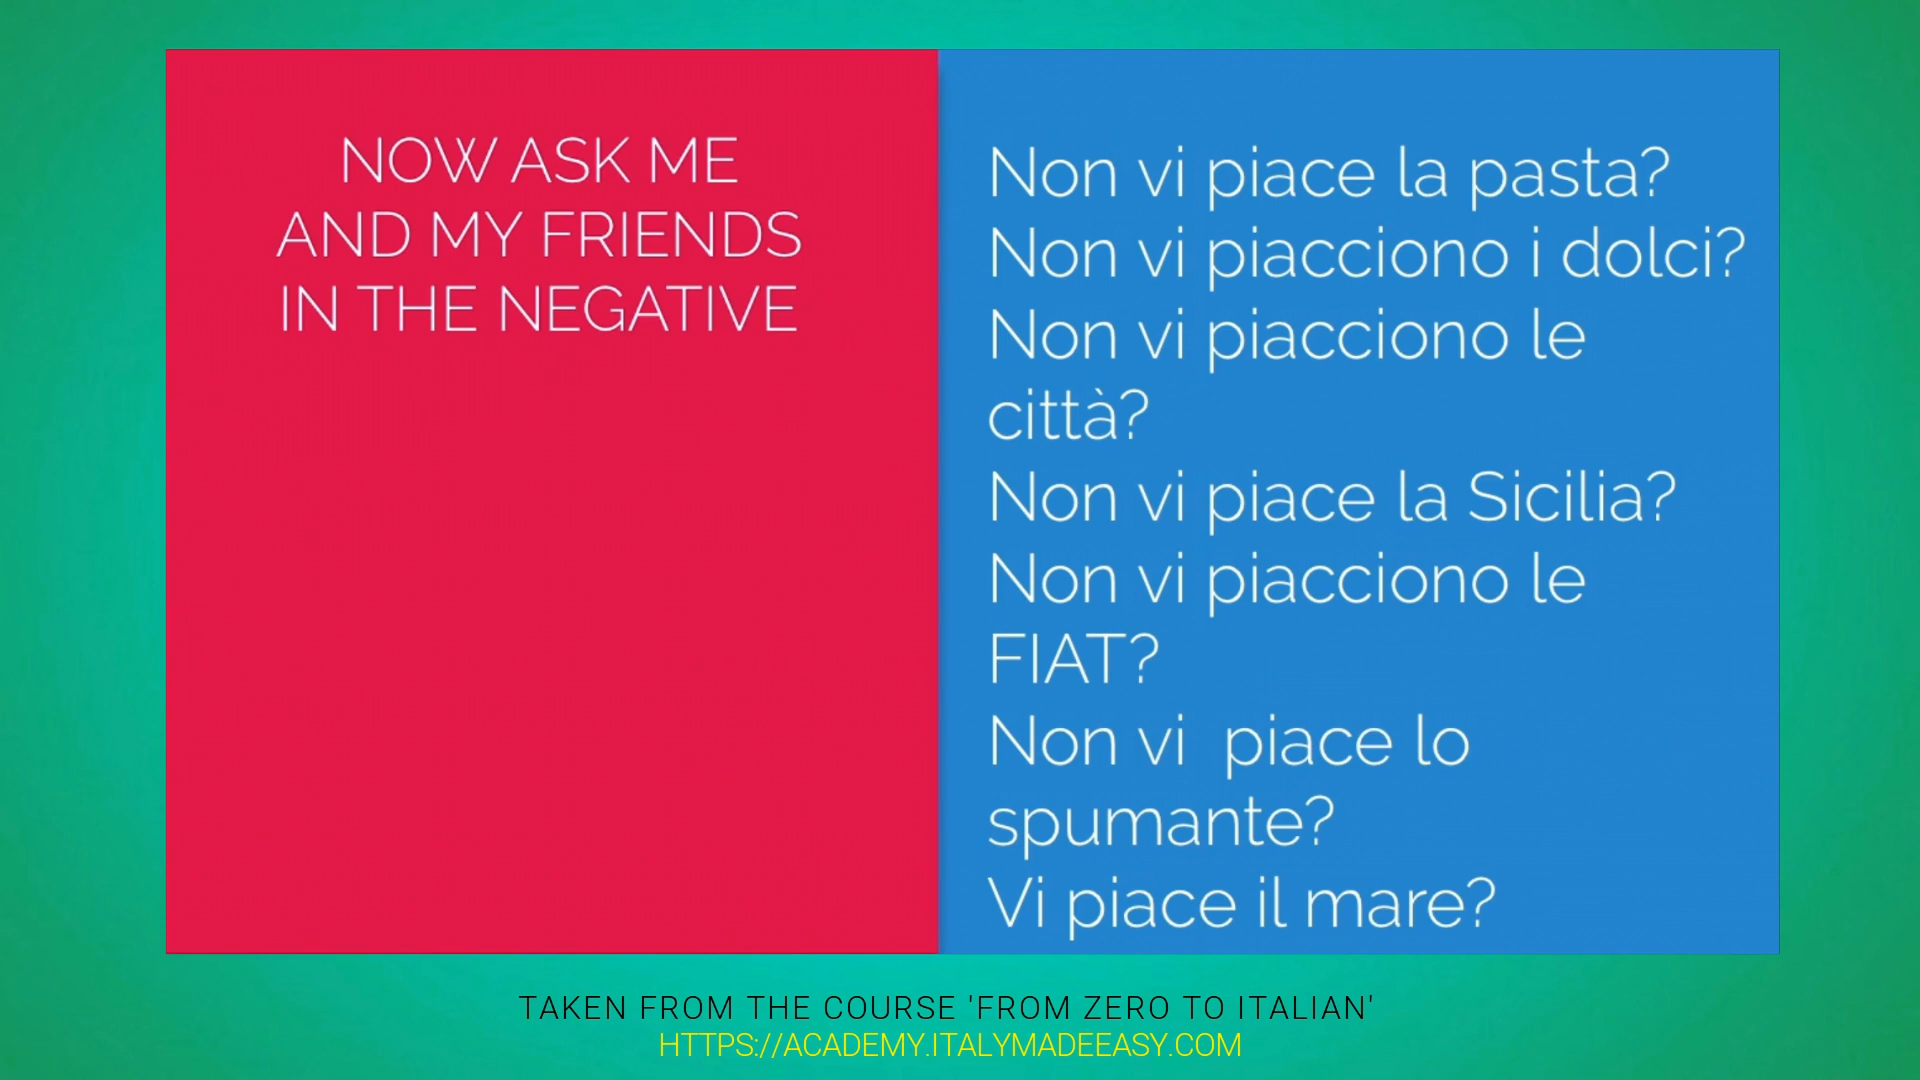 NOW ASK ME
AND MY FRIENDS
IN THE NEGATIVE
Non vi piace la pasta?
Non vi piacciono i dolci?
Non vi piacciono le
città?
Non vi piace la Sicilia?
Non vi piacciono le
FIAT?
Non vi  piace lo
spumante?
Vi piace il mare?
TAKEN FROM THE COURSE 'FROM ZERO TO ITALIAN'
HTTPS://ACADEMY.ITALYMADEEASY.COM